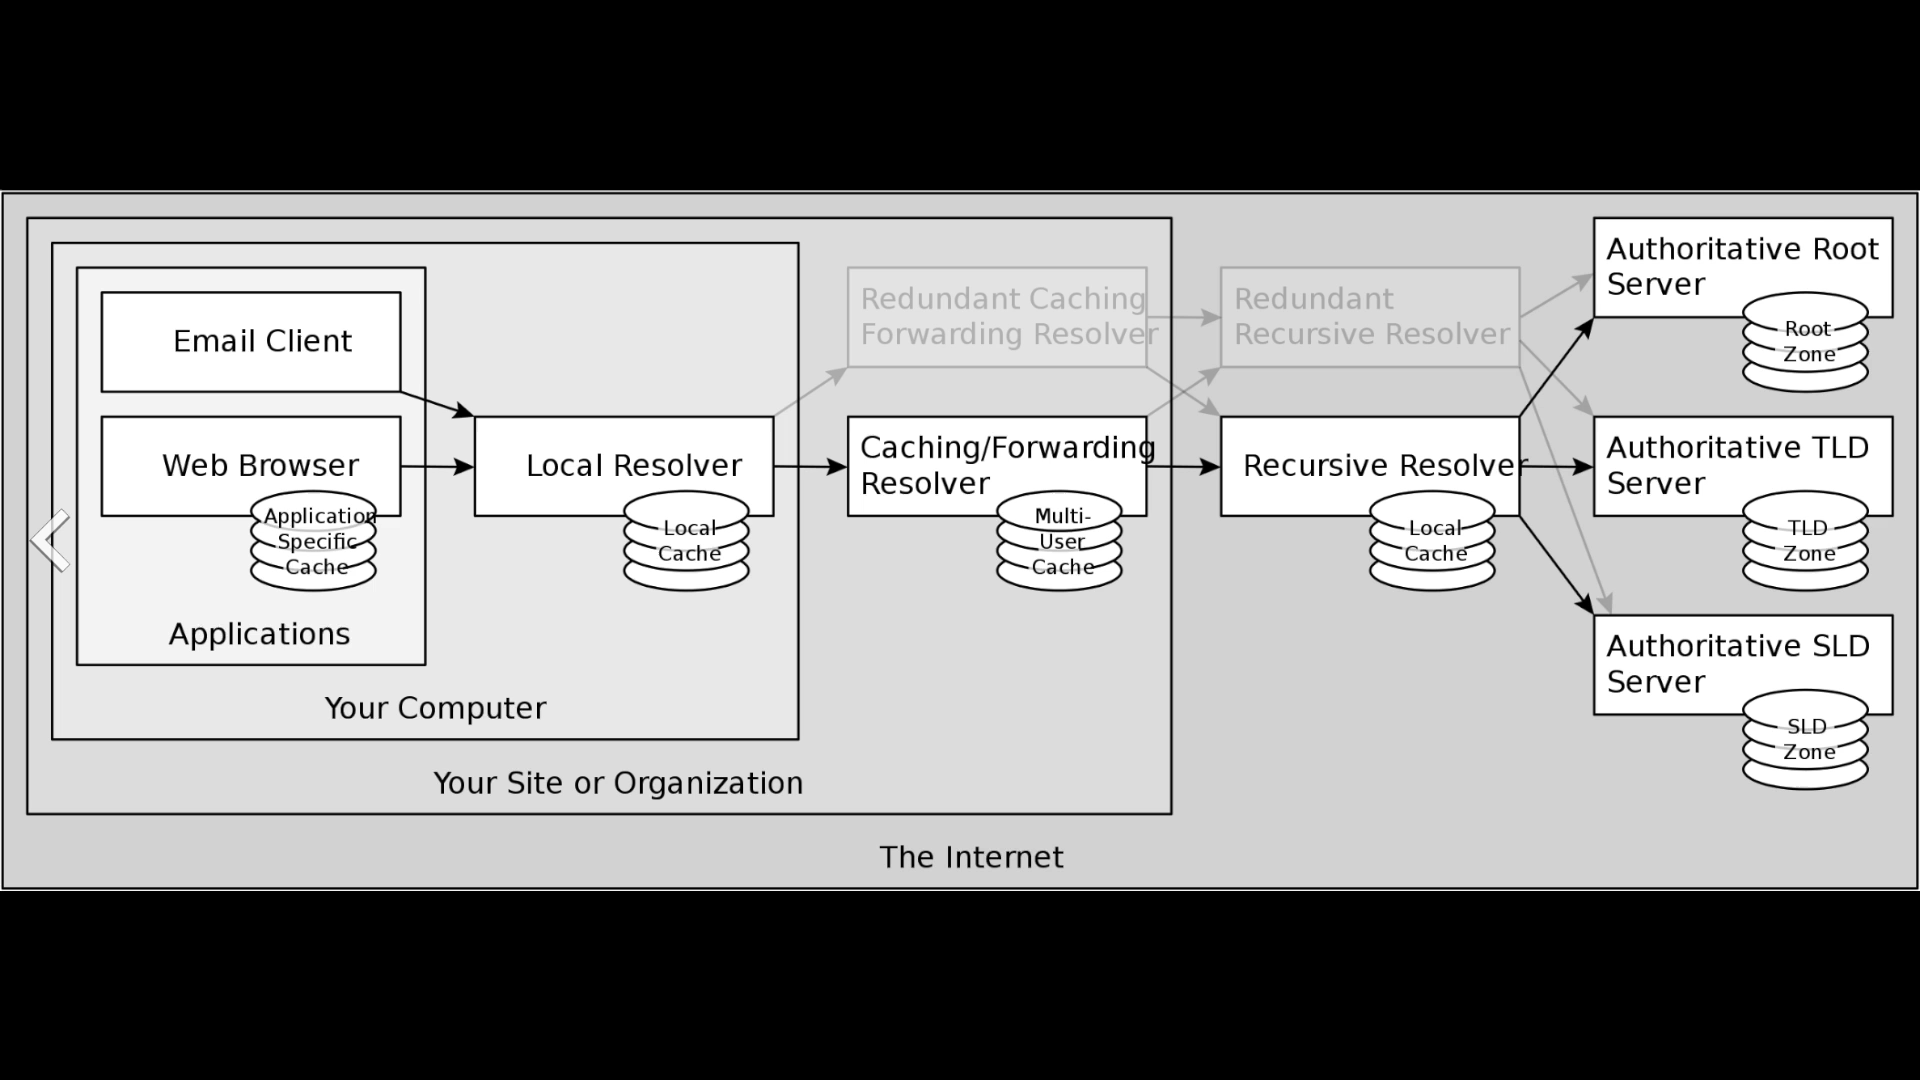 Email Client
Web Browser
Application
Specific
Cache
Applications
Local Resolver
Local
Cache
Your Computer
Redundant Caching
Forwarding Resolver
Caching/Forwarding
Resolver
Multi-
User
Cache
Your Site or Organization
Redundant
Recursive Resolver
Recursive Resolver
Local
Cache
Authoritative Root
Server
Root
Zone
Authoritative TLD
Server
TLD
Zone
Authoritative SLD
Server
SLD
Zone
The Internet